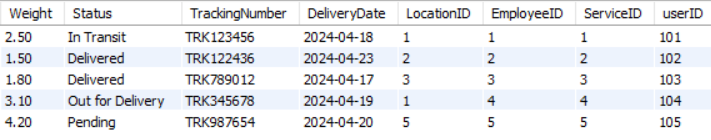 Weight Status TrackingNumber DeliveryDate LocationID EmployeeID ServiceID userID
2.50 In Transit TRK123456 2024-04-18 1 1 1 101
1.50 Delivered TRK122436 2024-04-23 2 2 2 102
1.80 Delivered TRK789012 2024-04-17 3 3 3 103
3.10 Out for Delivery TRK345678 2024-04-19 1 4 4 104
4.20 Pending TRK987654 2024-04-20 5 5 5 105